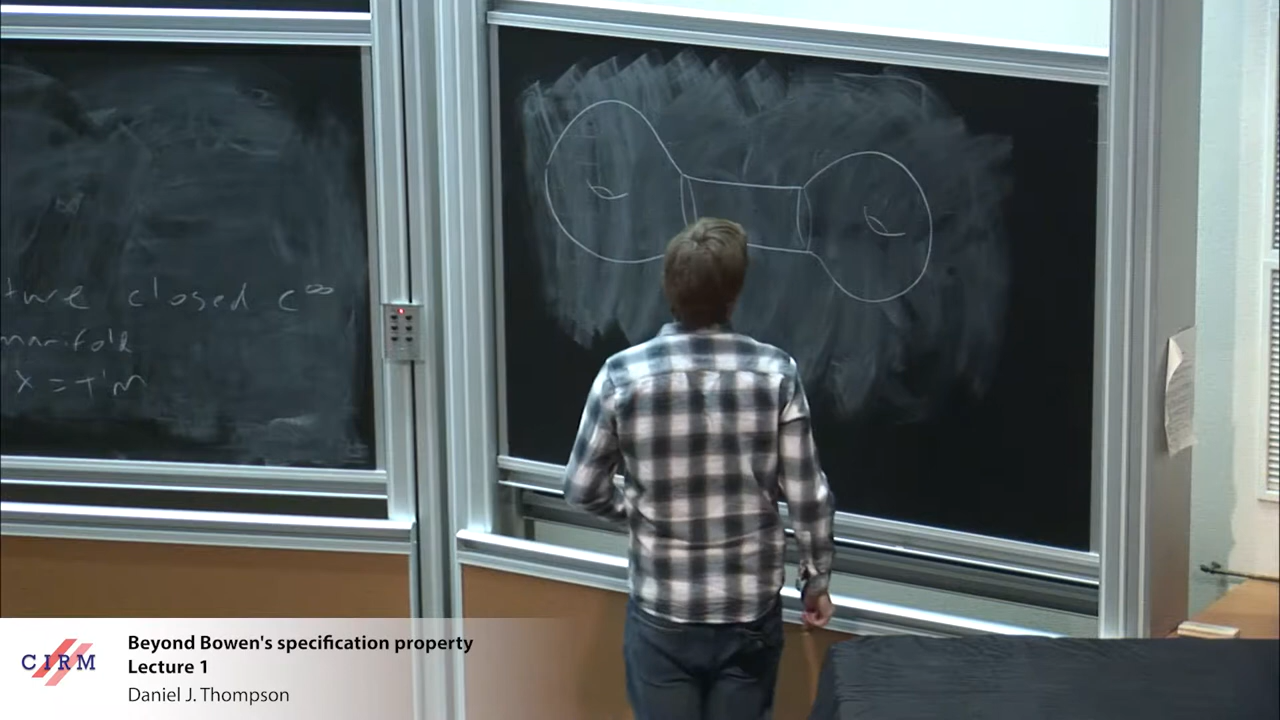 closed C∞
manifold
X = T¹M
CIRM
Beyond Bowen's specification property
Lecture 1
Daniel J. Thompson